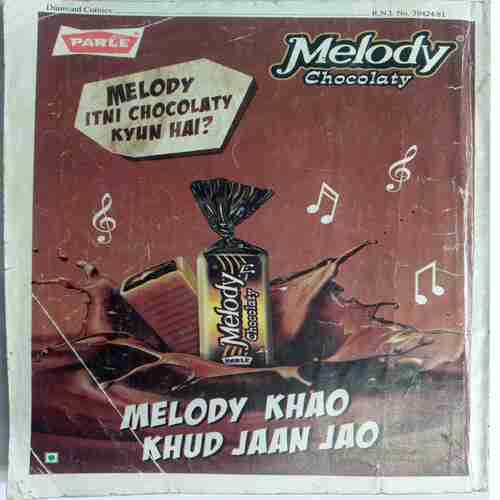 Diamond Comics
R.N.I. No. 39424/81
PARLE
Melody
Chocolaty
MELODY
ITNI CHOCOLATY
KYUN HAI?
Melody
Chocolaty
PARLE
MELODY KHAO
KHUD JAAN JAO